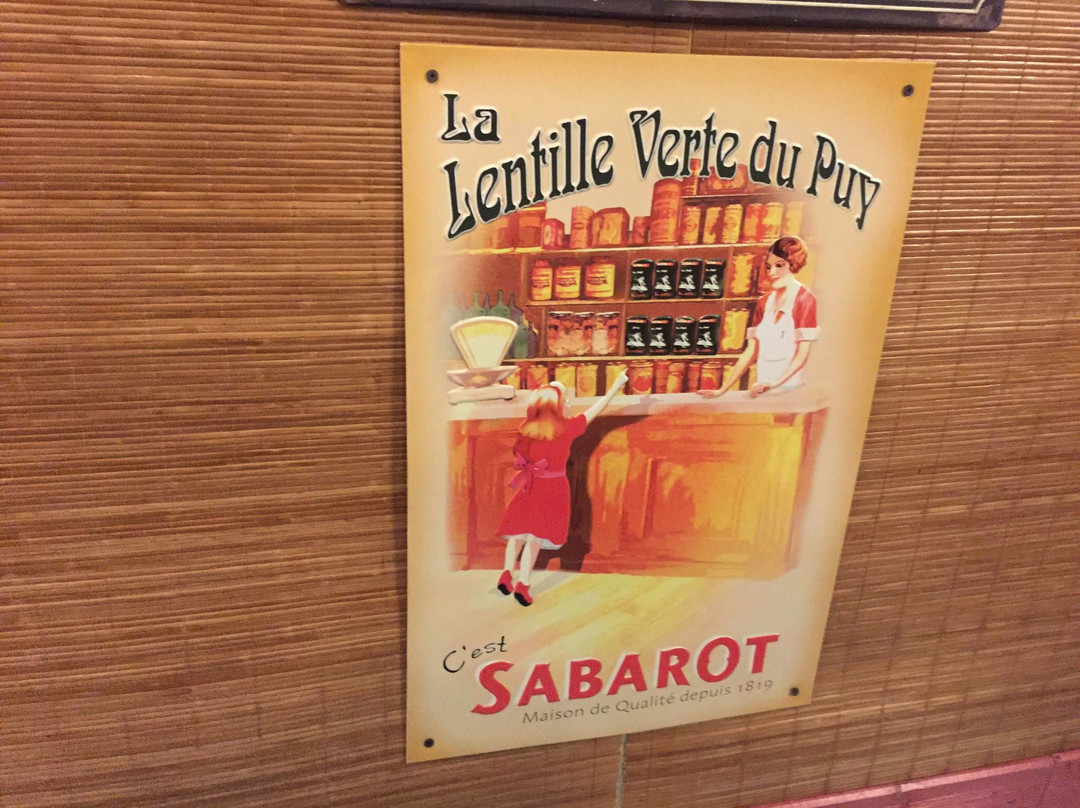 La
Lentille Verte du Puy
C'est
SABAROT
Maison de Qualité depuis 1819